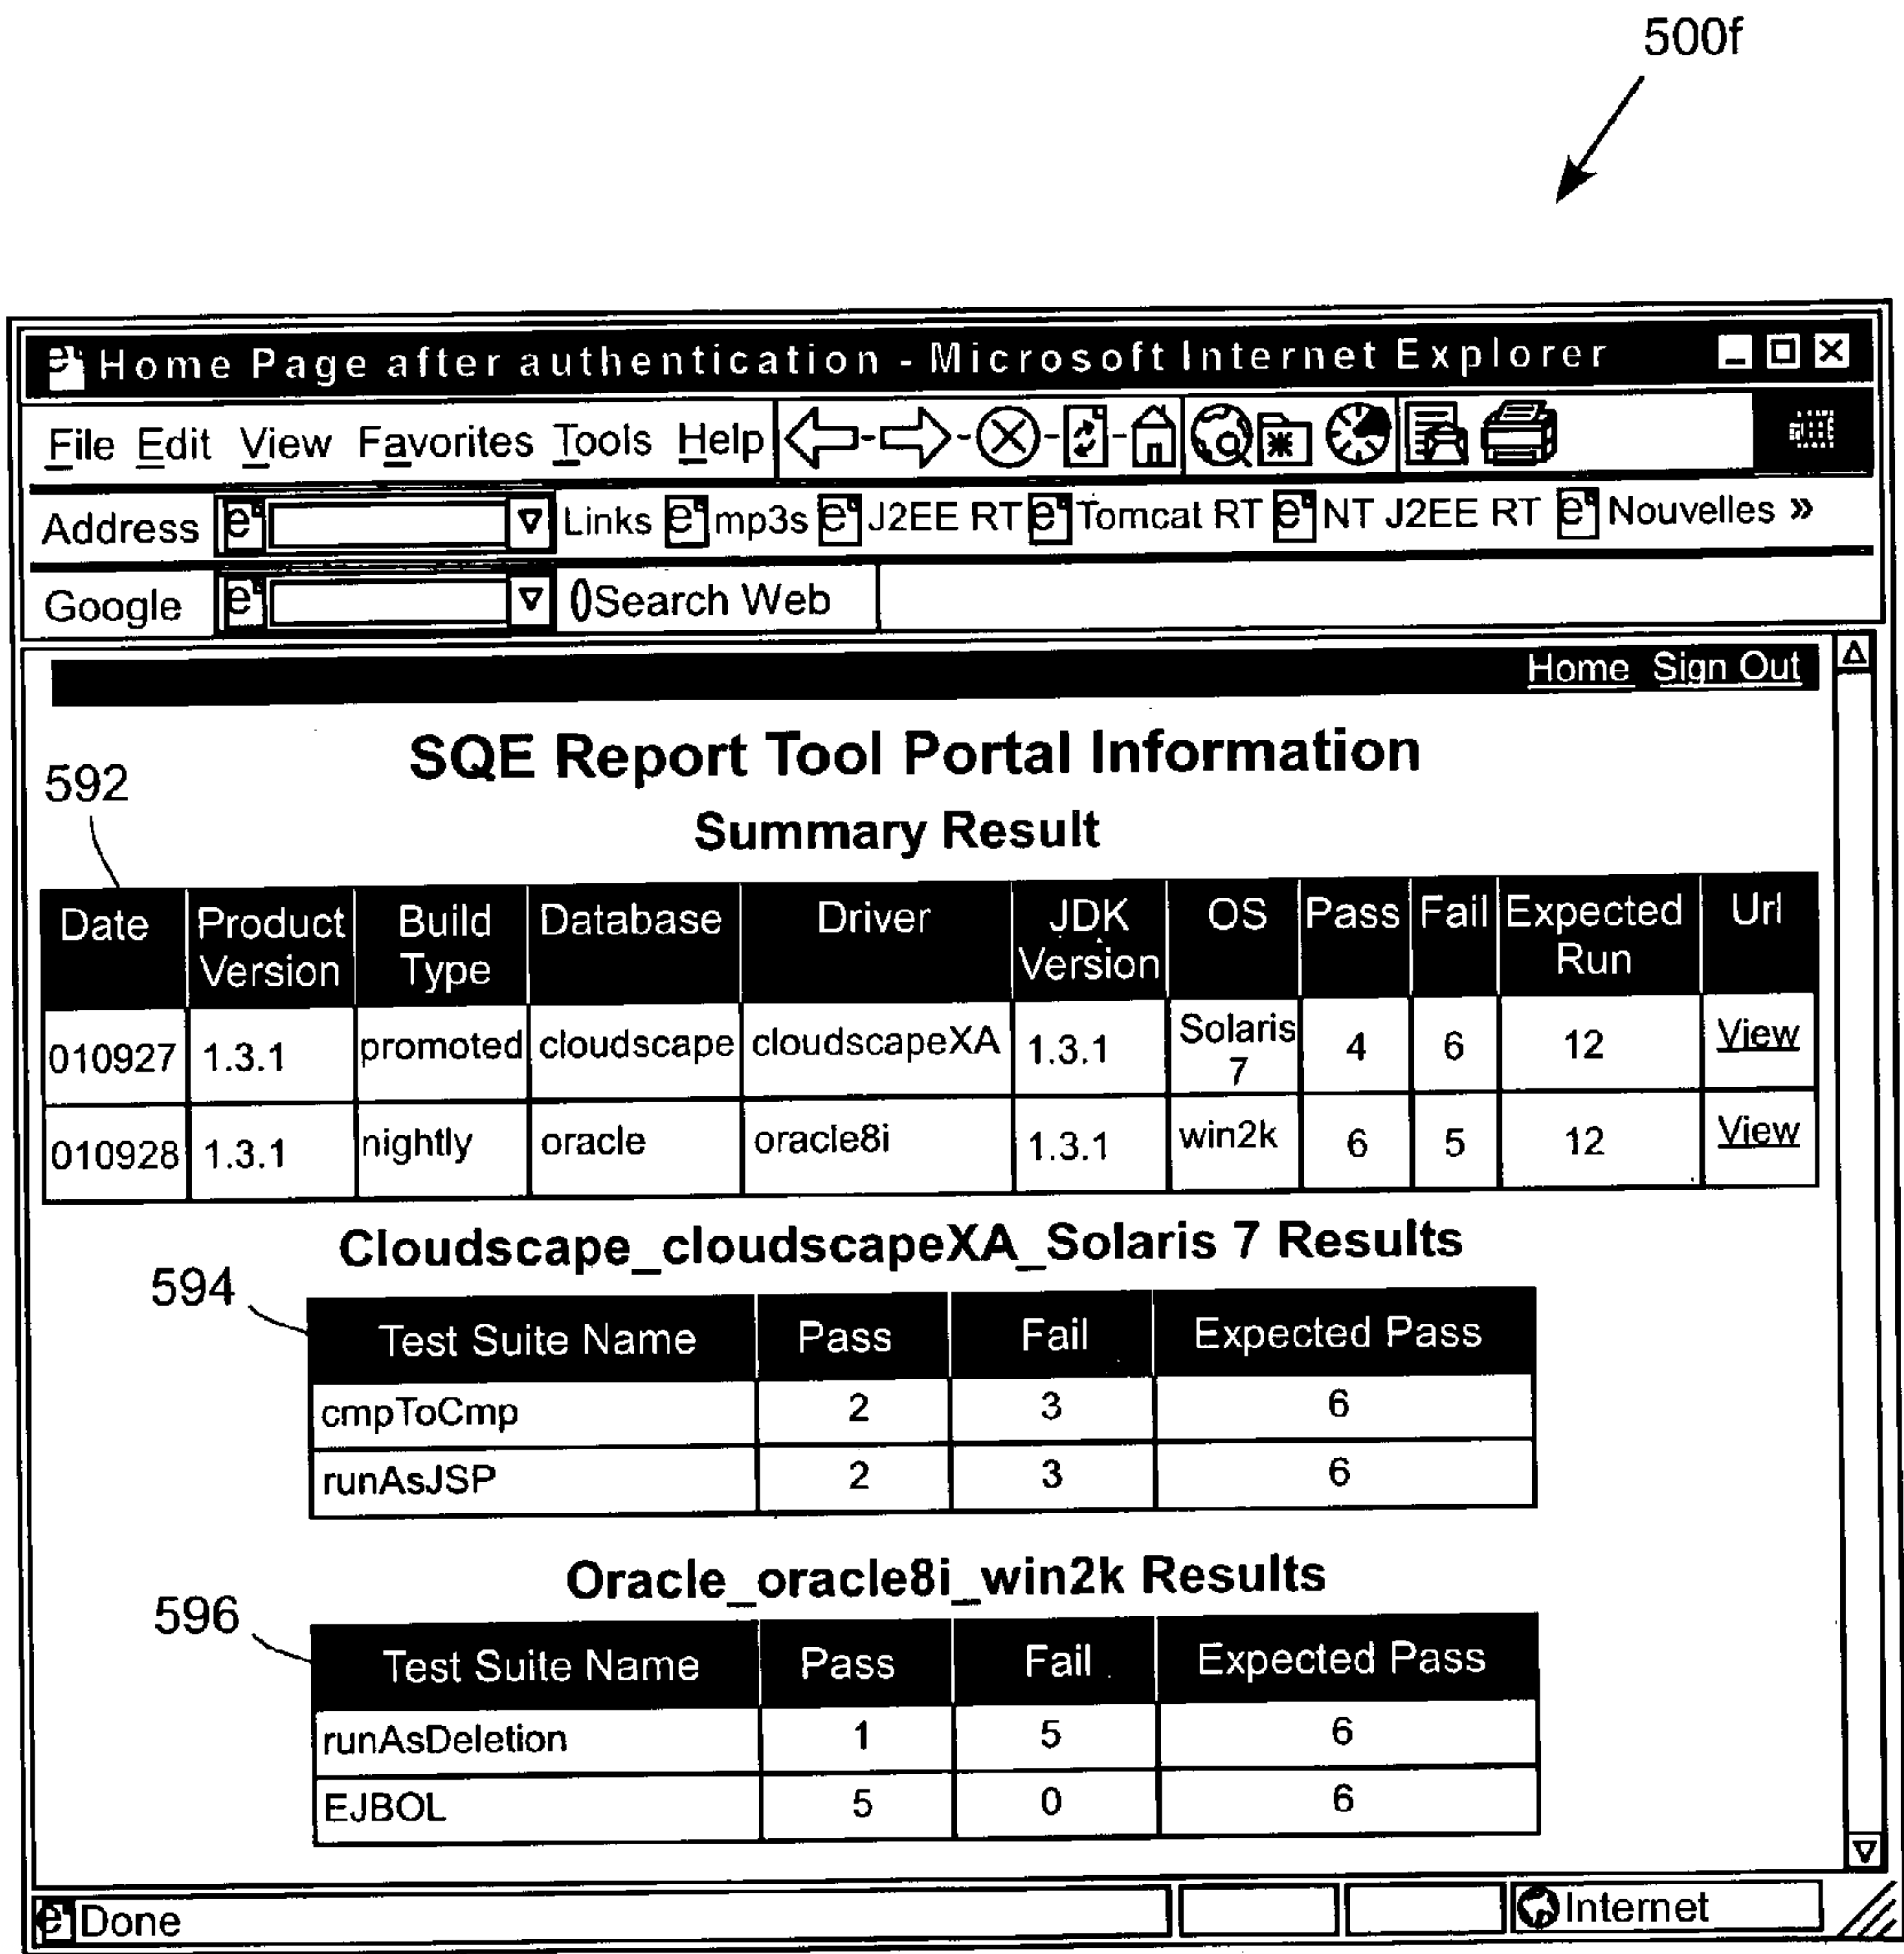 500f
Home Page after authentication - Microsoft Internet Explorer
File Edit View Favorites Tools Help
Address Links mp3s J2EE RT Tomcat RT NT J2EE RT Nouvelles »
Google ()Search Web
Home Sign Out
SQE Report Tool Portal Information
592
Summary Result
Date Product Version Build Type Database Driver JDK Version OS Pass Fail Expected Run Url
010927 1.3.1 promoted cloudscape cloudscapeXA 1.3.1 Solaris 7 4 6 12 View
010928 1.3.1 nightly oracle oracle8i 1.3.1 win2k 6 5 12 View
Cloudscape_cloudscapeXA_Solaris 7 Results
594
Test Suite Name Pass Fail Expected Pass
cmpToCmp 2 3 6
runAsJSP 2 3 6
Oracle_oracle8i_win2k Results
596
Test Suite Name Pass Fail Expected Pass
runAsDeletion 1 5 6
EJBOL 5 0 6
Done Internet